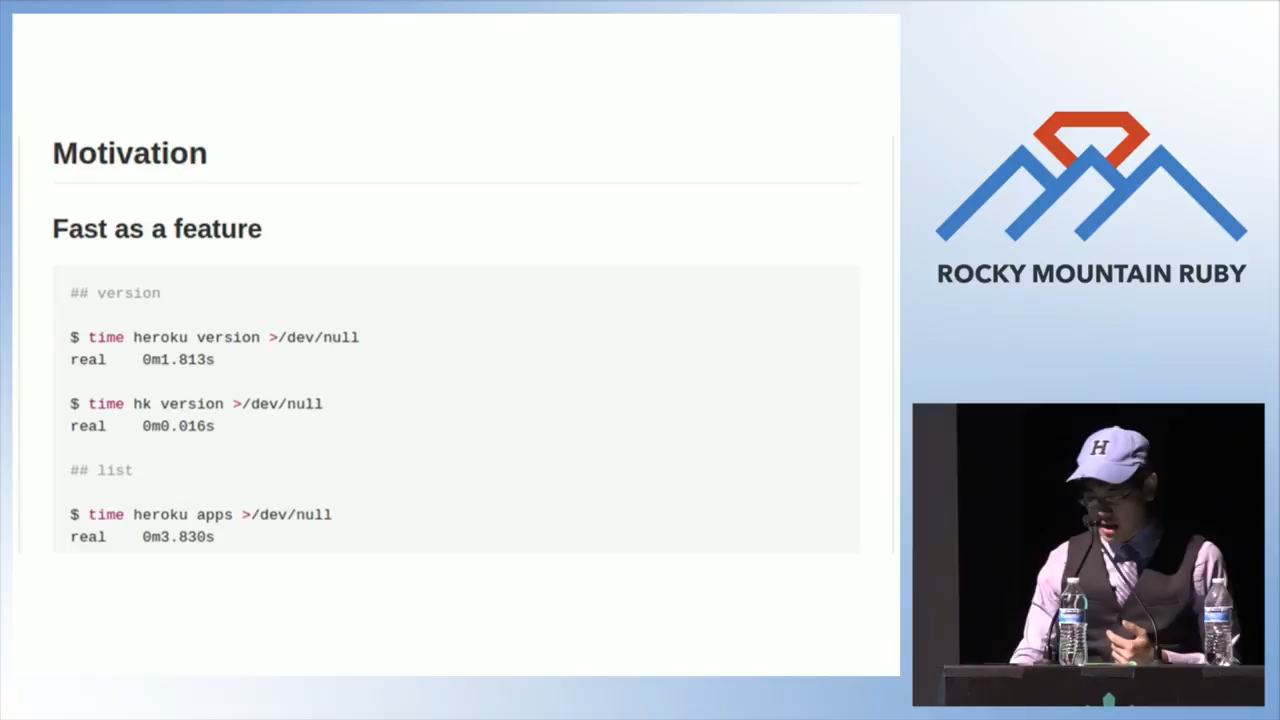 Motivation
Fast as a feature
## version
$ time heroku version >/dev/null
real    0m1.813s
$ time hk version >/dev/null
real    0m0.016s
## list
$ time heroku apps >/dev/null
real    0m3.830s
ROCKY MOUNTAIN RUBY
H